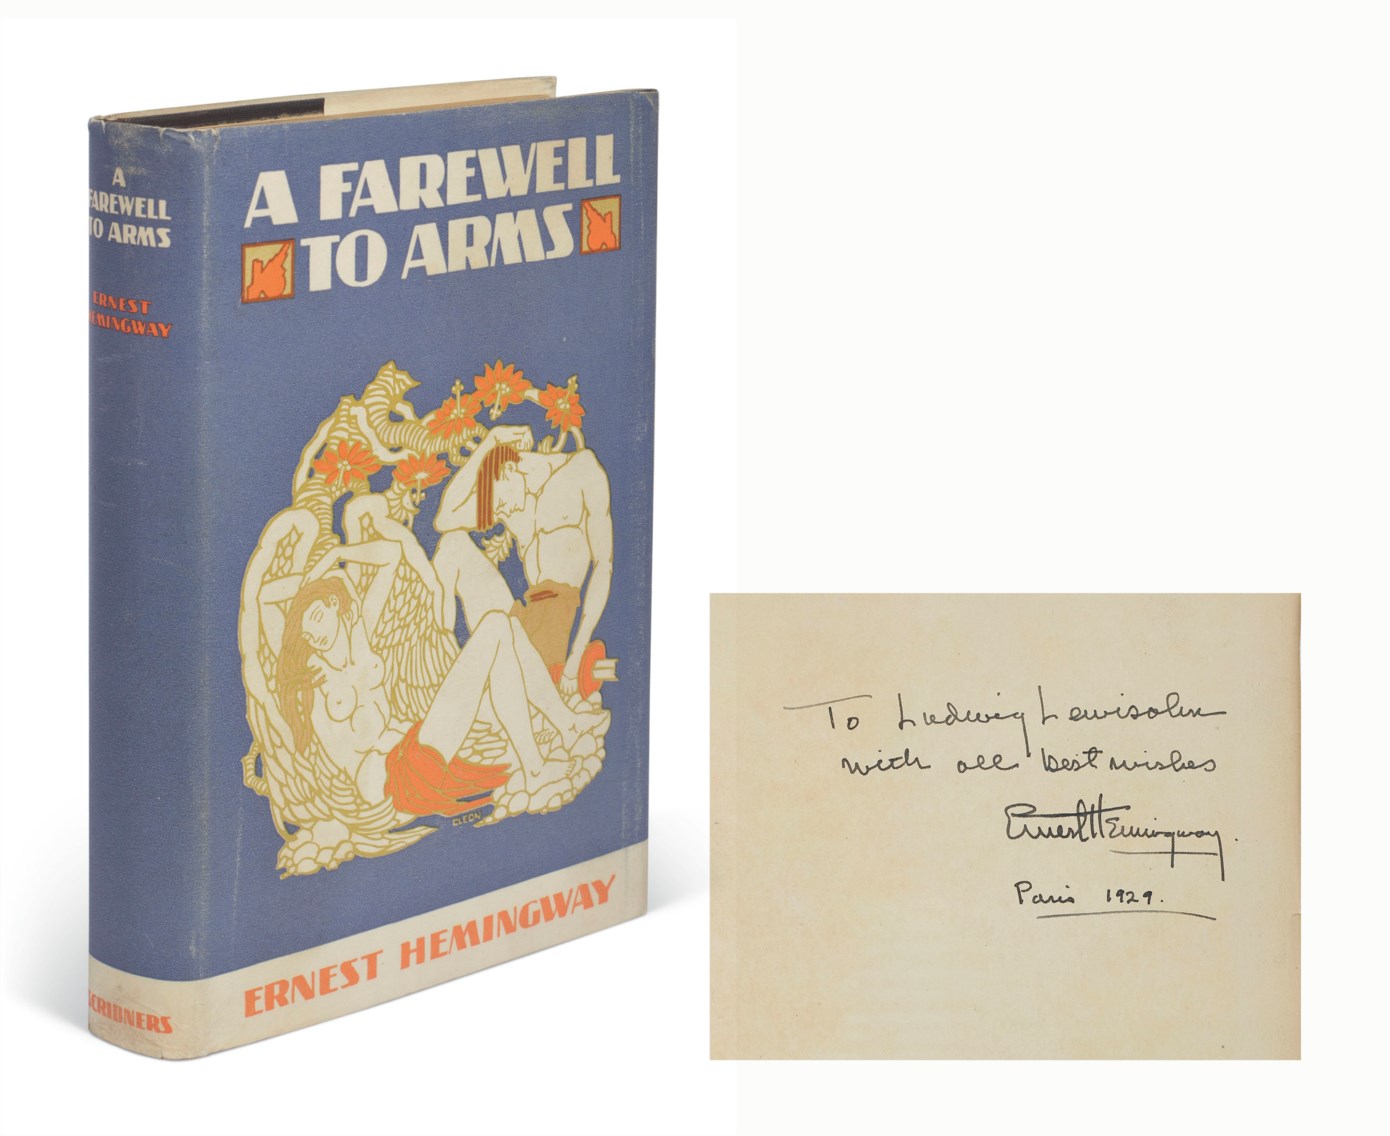 A
FAREWELL
TO ARMS
ERNEST
HEMINGWAY
SCRIBNERS
A FAREWELL
TO ARMS
CLEON
ERNEST HEMINGWAY
To Ludwig Lewisohn
with all best wishes
Ernest Hemingway.
Paris 1929.